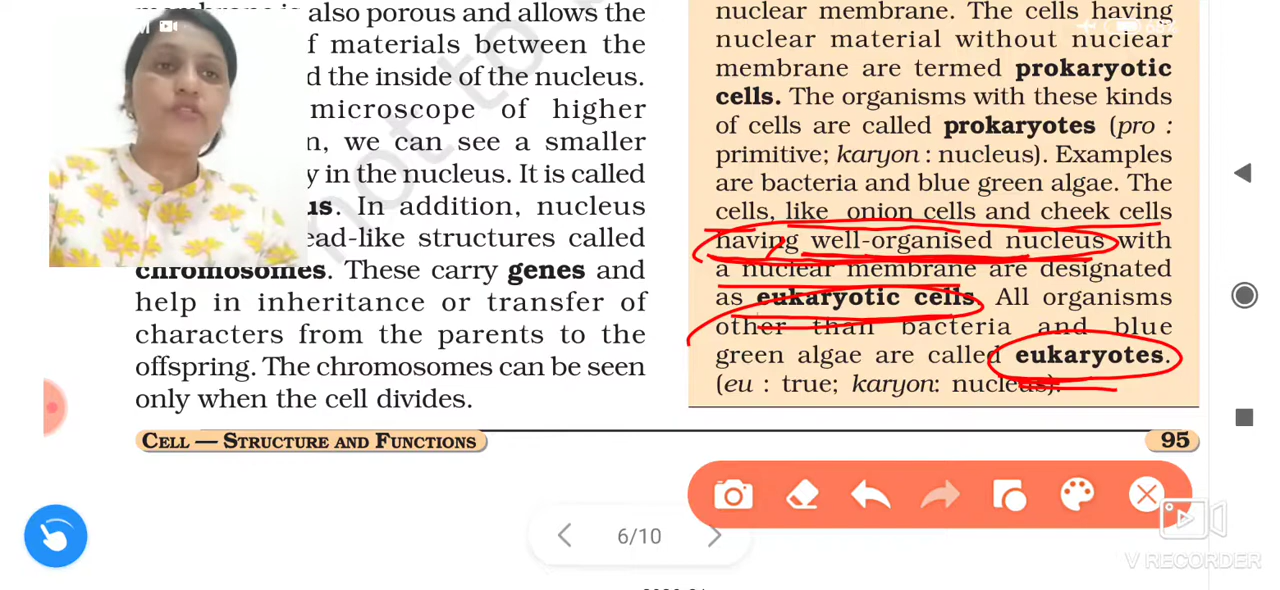 membrane is also porous and allows the
f materials between the
d the inside of the nucleus.
microscope of higher
n, we can see a smaller
y in the nucleus. It is called
us. In addition, nucleus
ead-like structures called
chromosomes. These carry genes and
help in inheritance or transfer of
characters from the parents to the
offspring. The chromosomes can be seen
only when the cell divides.
nuclear membrane. The cells having
nuclear material without nuclear
membrane are termed prokaryotic
cells. The organisms with these kinds
of cells are called prokaryotes (pro :
primitive; karyon : nucleus). Examples
are bacteria and blue green algae. The
cells, like onion cells and cheek cells
having well-organised nucleus with
a nuclear membrane are designated
as eukaryotic cells. All organisms
other than bacteria and blue
green algae are called eukaryotes.
(eu : true; karyon: nucleus).
not to
CELL — STRUCTURE AND FUNCTIONS
95
6/10
V RECORDER